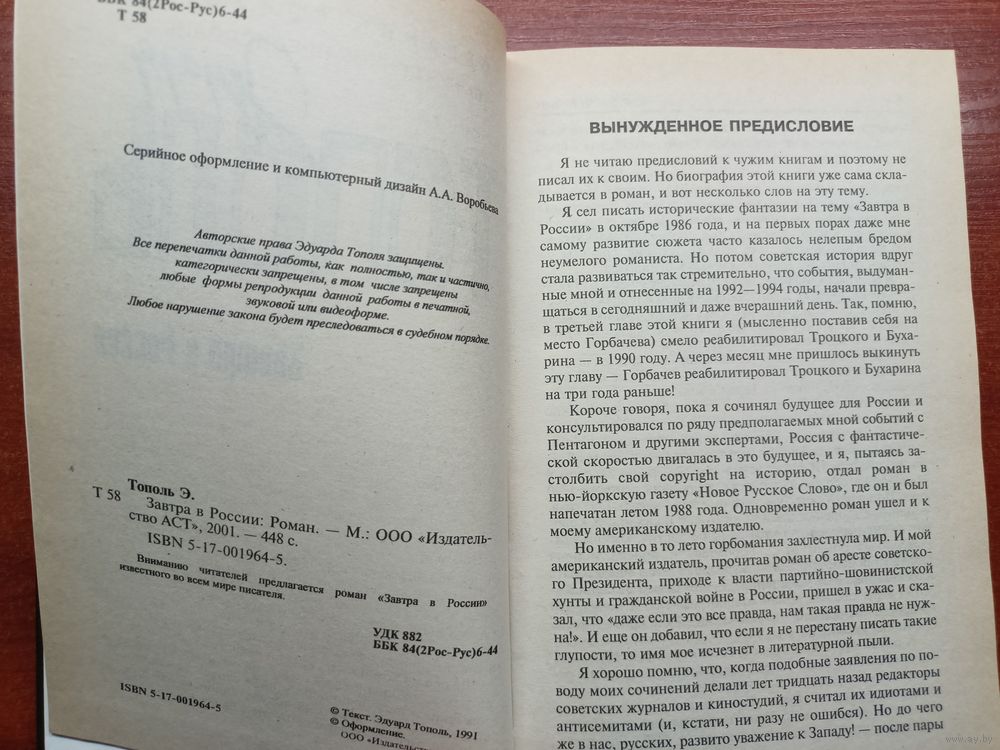 ББК 84(2Рос-Рус)6-44
Т 58
Серийное оформление и компьютерный дизайн А.А. Воробьева
Авторские права Эдуарда Тополя защищены.
Все перепечатки данной работы, как полностью, так и частично,
категорически запрещены, в том числе запрещены
любые формы репродукции данной работы в печатной,
звуковой или видеоформе.
Любое нарушение закона будет преследоваться в судебном порядке.
Тополь Э.
Т 58
Завтра в России: Роман. — М.: ООО «Издатель-
ство АСТ», 2001. — 448 с.
ISBN 5-17-001964-5.
Вниманию читателей предлагается роман «Завтра в России»
известного во всем мире писателя.
УДК 882
ББК 84(2Рос-Рус)6-44
ISBN 5-17-001964-5
© Текст. Эдуард Тополь, 1991
© Оформление.
ООО «Издательств
ВЫНУЖДЕННОЕ ПРЕДИСЛОВИЕ
Я не читаю предисловий к чужим книгам и поэтому не
писал их к своим. Но биография этой книги уже сама скла-
дывается в роман, и вот несколько слов на эту тему.
Я сел писать исторические фантазии на тему «Завтра в
России» в октябре 1986 года, и на первых порах даже мне
самому развитие сюжета часто казалось нелепым бредом
неумелого романиста. Но потом советская история вдруг
стала развиваться так стремительно, что события, выдуман-
ные мной и отнесенные на 1992—1994 годы, начали превра-
щаться в сегодняшний и даже вчерашний день. Так, помню,
в третьей главе этой книги я (мысленно поставив себя на
место Горбачева) смело реабилитировал Троцкого и Буха-
рина — в 1990 году. А через месяц мне пришлось выкинуть
эту главу — Горбачев реабилитировал Троцкого и Бухарина
на три года раньше!
Короче говоря, пока я сочинял будущее для России и
консультировался по ряду предполагаемых мной событий с
Пентагоном и другими экспертами, Россия с фантастиче-
ской скоростью двигалась в это будущее, и я, пытаясь за-
столбить свой copyright на историю, отдал роман в
нью-йоркскую газету «Новое Русское Слово», где он и был
напечатан летом 1988 года. Одновременно роман ушел и к
моему американскому издателю.
Но именно в то лето горбомания захлестнула мир. И мой
американский издатель, прочитав роман об аресте советско-
го Президента, приходе к власти партийно-шовинистской
хунты и гражданской войне в России, пришел в ужас и ска-
зал, что «даже если это все правда, нам такая правда не нуж-
на!». И еще он добавил, что если я не перестану писать такие
глупости, то имя мое исчезнет в литературной пыли.
Я хорошо помню, что, когда подобные заявления по по-
воду моих сочинений делали лет тридцать назад редакторы
советских журналов и киностудий, я считал их идиотами и
антисемитами (и, кстати, ни разу не ошибся). Но до чего
же в нас, русских, развито уважение к Западу! — после пары
www.ay.by